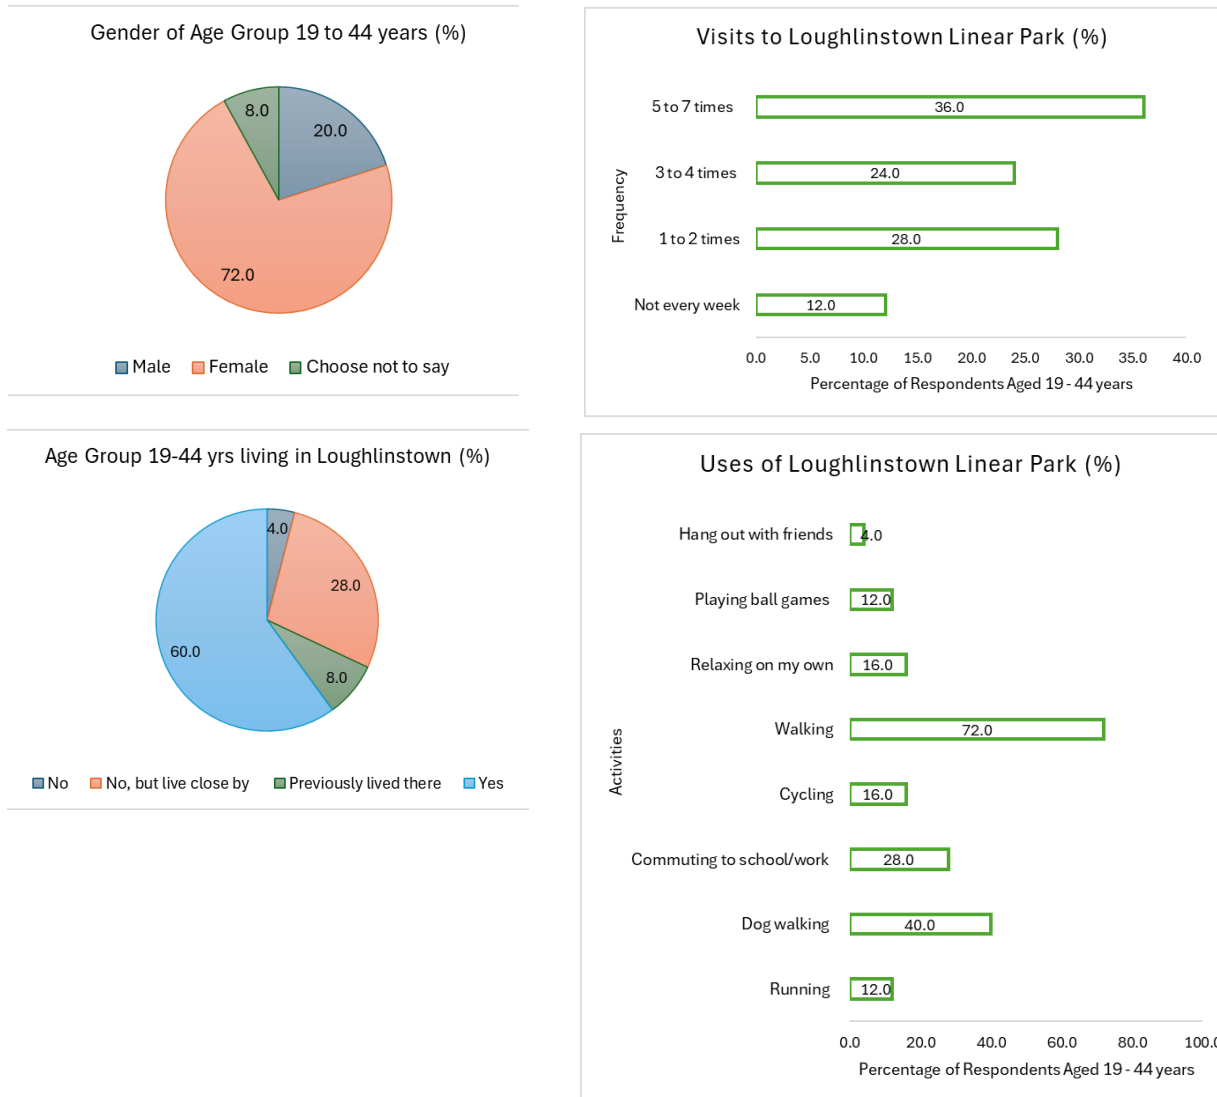 Gender of Age Group 19 to 44 years (%)
8.0
20.0
72.0
Male
Female
Choose not to say
Visits to Loughlinstown Linear Park (%)
Frequency
5 to 7 times
36.0
3 to 4 times
24.0
1 to 2 times
28.0
Not every week
12.0
0.0 5.0 10.0 15.0 20.0 25.0 30.0 35.0 40.0
Percentage of Respondents Aged 19 - 44 years
Age Group 19-44 yrs living in Loughlinstown (%)
4.0
28.0
60.0
8.0
No
No, but live close by
Previously lived there
Yes
Uses of Loughlinstown Linear Park (%)
Activities
Hang out with friends
4.0
Playing ball games
12.0
Relaxing on my own
16.0
Walking
72.0
Cycling
16.0
Commuting to school/work
28.0
Dog walking
40.0
Running
12.0
0.0 20.0 40.0 60.0 80.0 100.0
Percentage of Respondents Aged 19 - 44 years